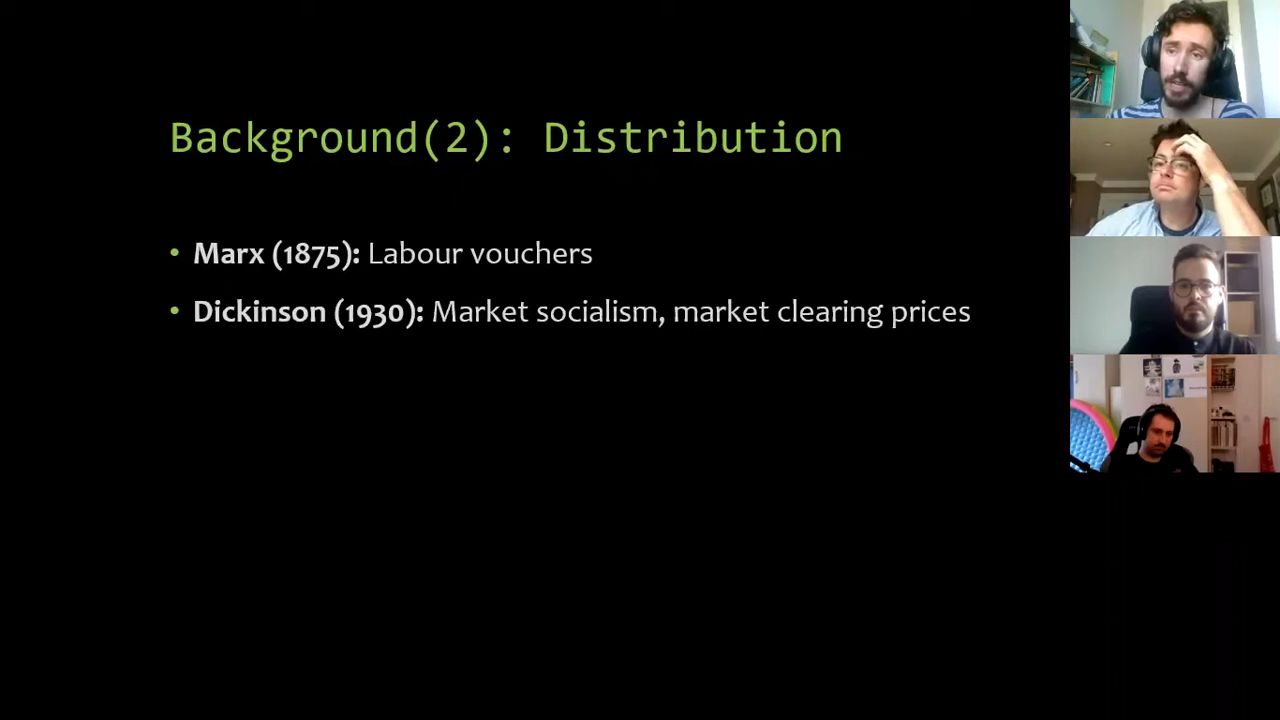 Background(2): Distribution
• Marx (1875): Labour vouchers
• Dickinson (1930): Market socialism, market clearing prices